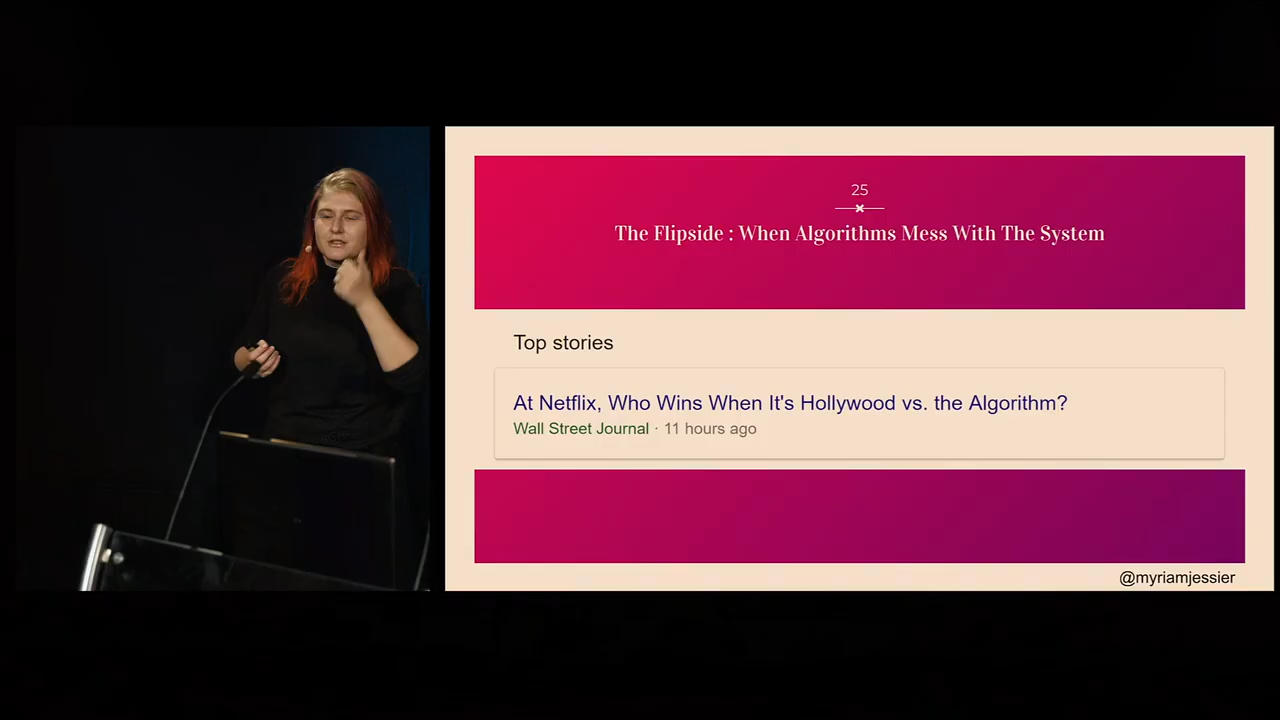 25
The Flipside : When Algorithms Mess With The System
Top stories
At Netflix, Who Wins When It's Hollywood vs. the Algorithm?
Wall Street Journal · 11 hours ago
@myriamjessier